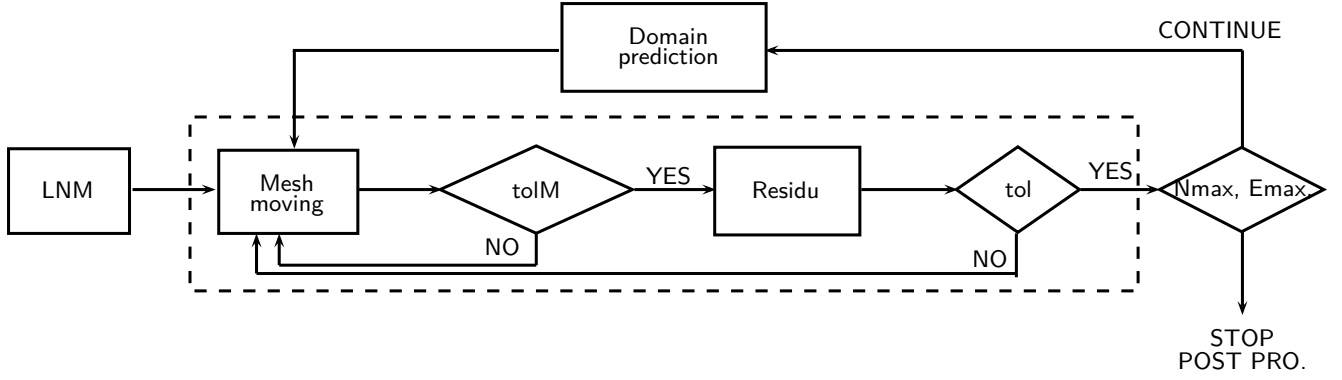 Domain
prediction
CONTINUE
LNM
Mesh
moving
tolM
YES
Residu
tol
YES
Nmax, Emax.
NO
NO
STOP
POST PRO.